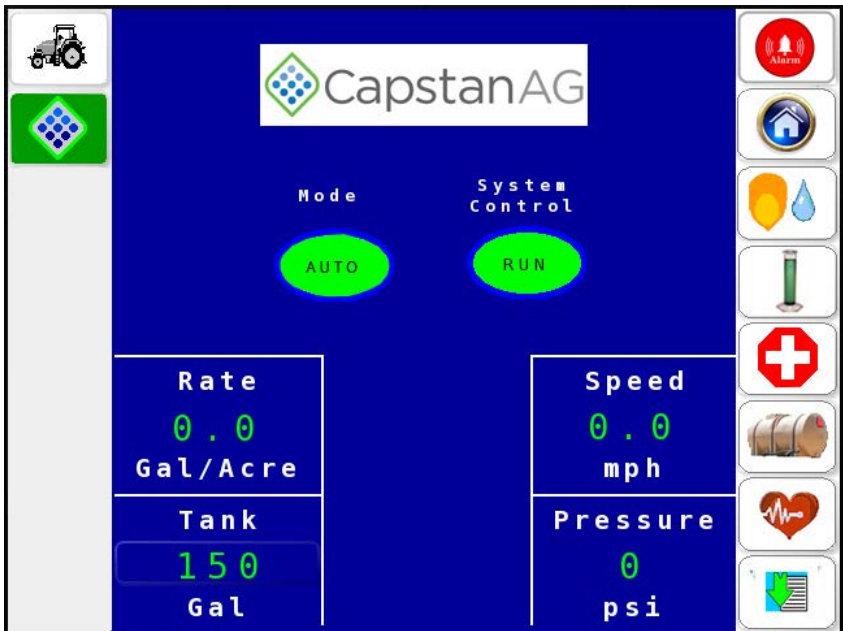 Alarm
CapstanAG
Mode
System
Control
AUTO
RUN
Rate
0.0
Gal/Acre
Speed
0.0
mph
Tank
150
Gal
Pressure
0
psi